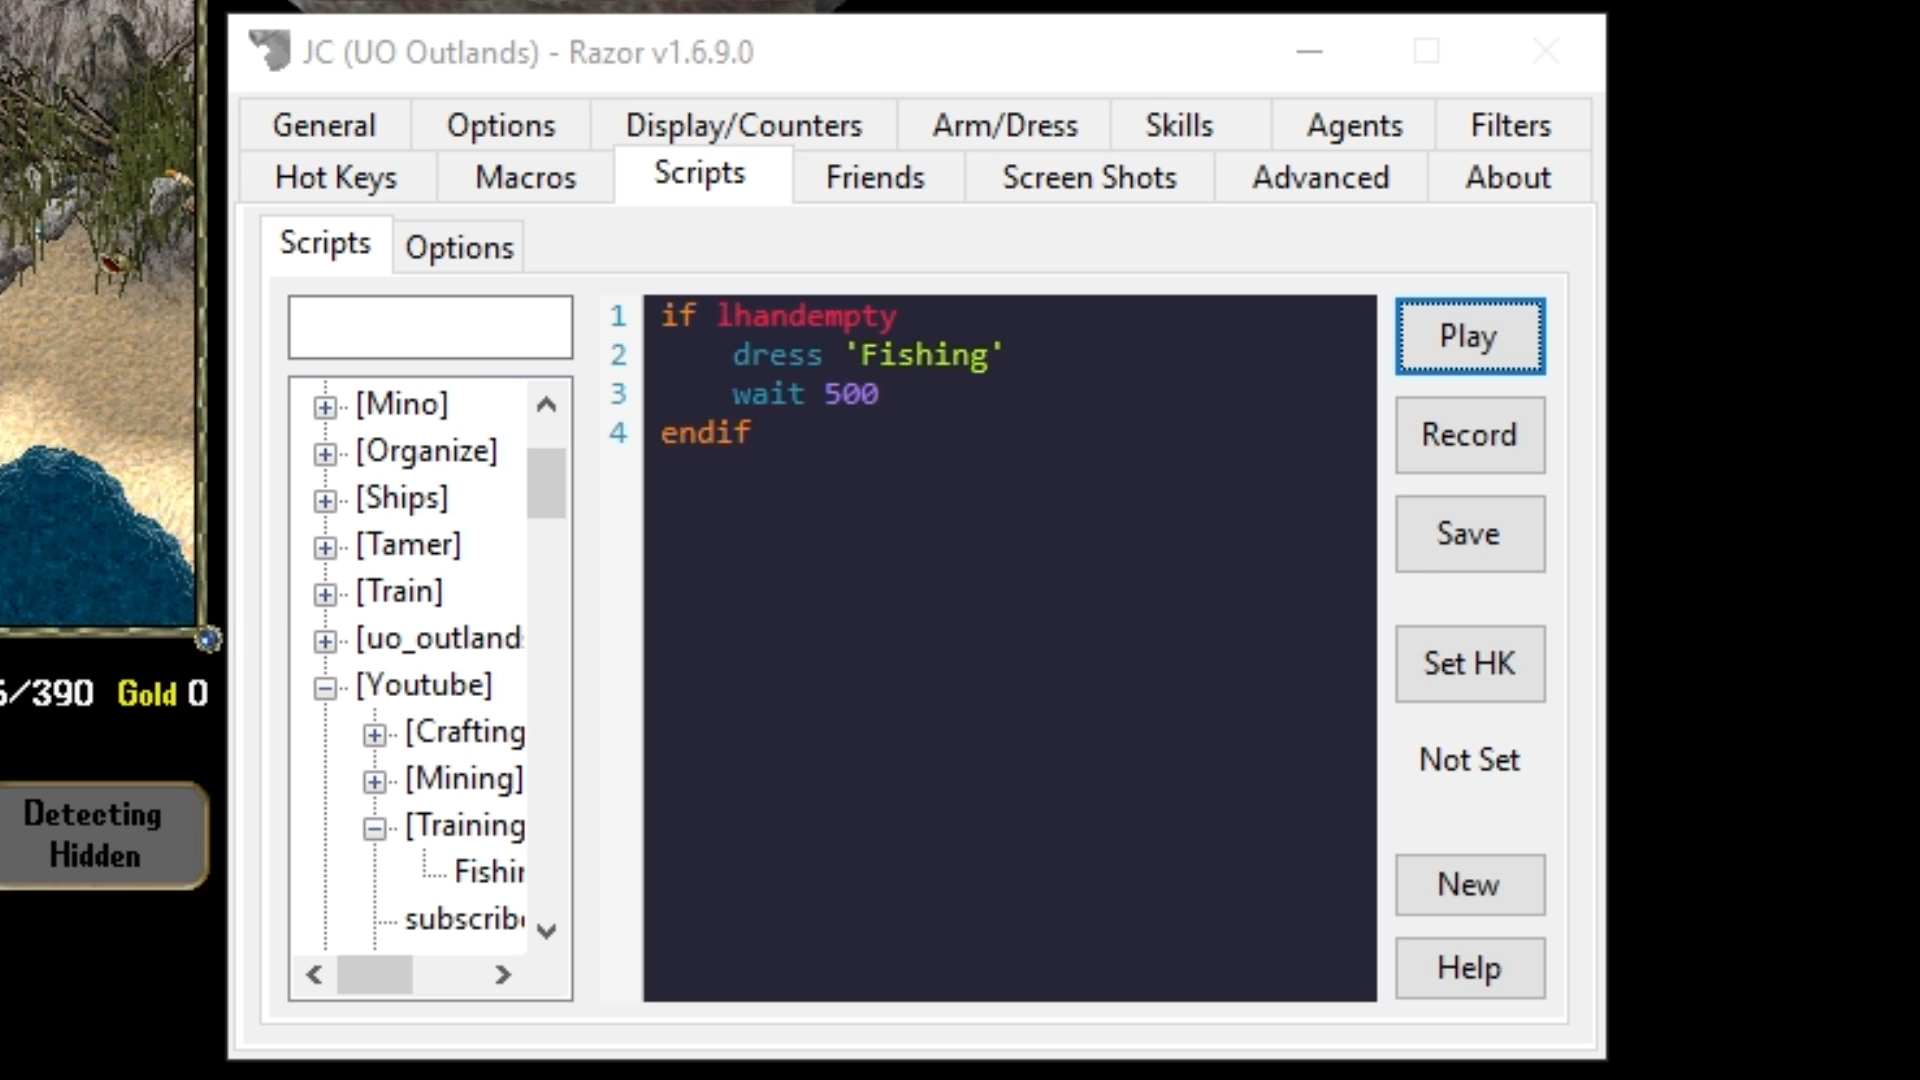 JC (UO Outlands) - Razor v1.6.9.0
General Options Display/Counters Arm/Dress Skills Agents Filters
Hot Keys Macros Scripts Friends Screen Shots Advanced About
Scripts Options
[Mino]
[Organize]
[Ships]
[Tamer]
[Train]
[uo_outland
[Youtube]
[Crafting
[Mining]
[Training
Fishi
subscrib
1 if lhandempty
2 dress 'Fishing'
3 wait 500
4 endif
Play
Record
Save
Set HK
Not Set
New
Help
/390 Gold 0
Detecting
Hidden